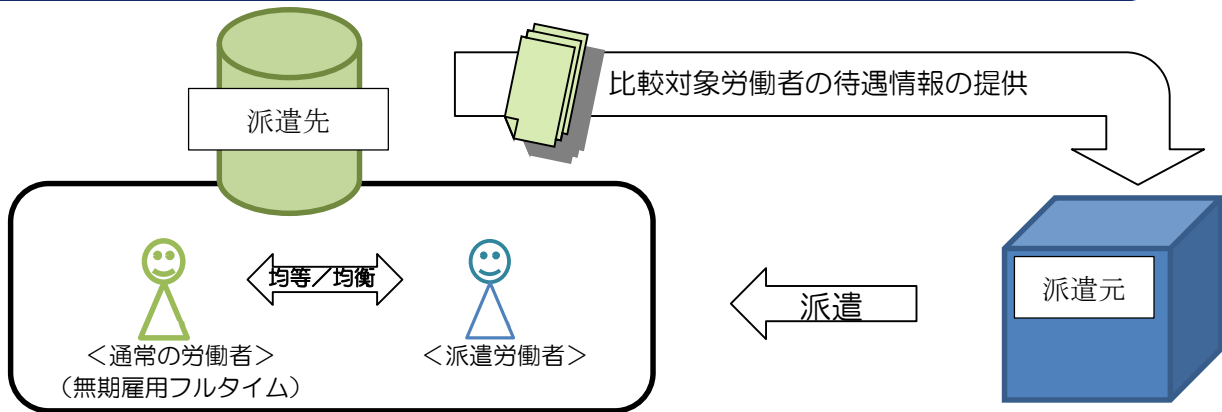 比較対象労働者の待遇情報の提供
派遣先
均等／均衡
派遣
派遣元
＜通常の労働者＞
（無期雇用フルタイム）
＜派遣労働者＞